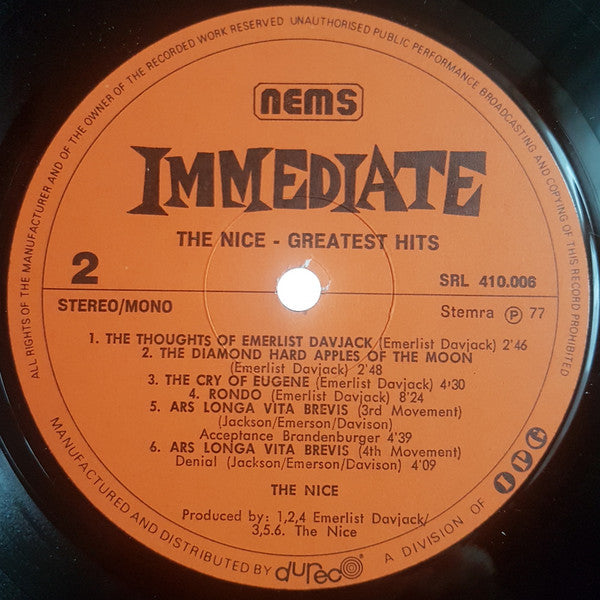 ALL RIGHTS OF THE MANUFACTURER AND OF THE OWNER OF THE RECORDED WORK RESERVED UNAUTHORISED PUBLIC PERFORMANCE BROADCASTING AND COPYING OF THIS RECORD PROHIBITED
nems
IMMEDIATE
THE NICE - GREATEST HITS
2
SRL 410.006
STEREO/MONO
Stemra Ⓟ 77
1. THE THOUGHTS OF EMERLIST DAVJACK (Emerlist Davjack) 2'46
2. THE DIAMOND HARD APPLES OF THE MOON
(Emerlist Davjack) 2'48
3. THE CRY OF EUGENE (Emerlist Davjack) 4'30
4. RONDO (Emerlist Davjack) 8'24
5. ARS LONGA VITA BREVIS (3rd Movement)
(Jackson/Emerson/Davison)
Acceptance Brandenburger 4'39
6. ARS LONGA VITA BREVIS (4th Movement)
Denial (Jackson/Emerson/Davison) 4'09
THE NICE
Produced by: 1,2,4 Emerlist Davjack/
3,5.6. The Nice
MANUFACTURED AND DISTRIBUTED BY dureco A DIVISION OF